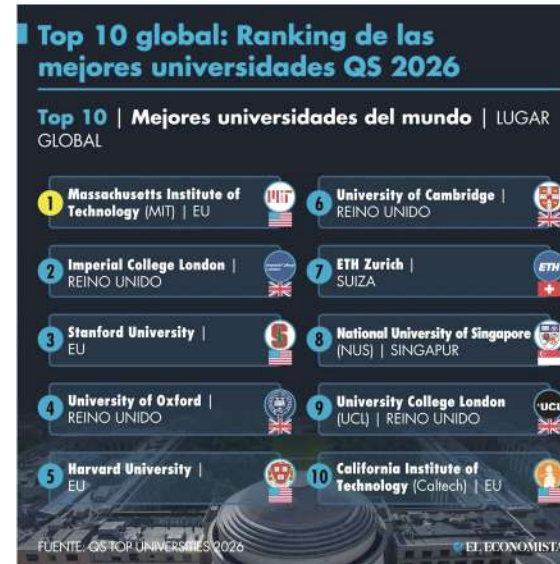 Top 10 global: Ranking de las
mejores universidades QS 2026
Top 10 | Mejores universidades del mundo | LUGAR
GLOBAL
1
Massachusetts Institute of
Technology (MIT) | EU
2
Imperial College London |
REINO UNIDO
3
Stanford University |
EU
4
University of Oxford |
REINO UNIDO
5
Harvard University |
EU
6
University of Cambridge |
REINO UNIDO
7
ETH Zurich |
SUIZA
ETH
8
National University of Singapore
(NUS) | SINGAPUR
9
University College London
(UCL) | REINO UNIDO
UCL
10
California Institute of
Technology (Caltech) | EU
FUENTE: QS TOP UNIVERSITIES 2026
EL ECONOMISTA